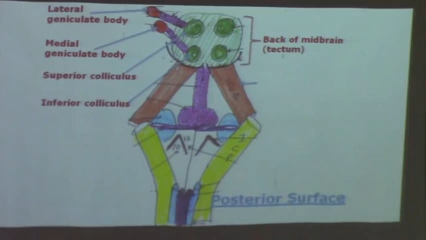 Lateral
geniculate body
Medial
geniculate body
Back of midbrain
(tectum)
Superior colliculus
Inferior colliculus
Posterior Surface